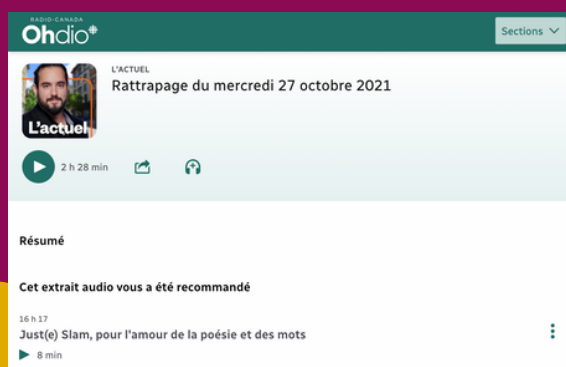 RADIO-CANADA
OHdio
Sections
L'ACTUEL
Rattrapage du mercredi 27 octobre 2021
L'actuel
2 h 28 min
Résumé
Cet extrait audio vous a été recommandé
16 h 17
Just(e) Slam, pour l'amour de la poésie et des mots
8 min